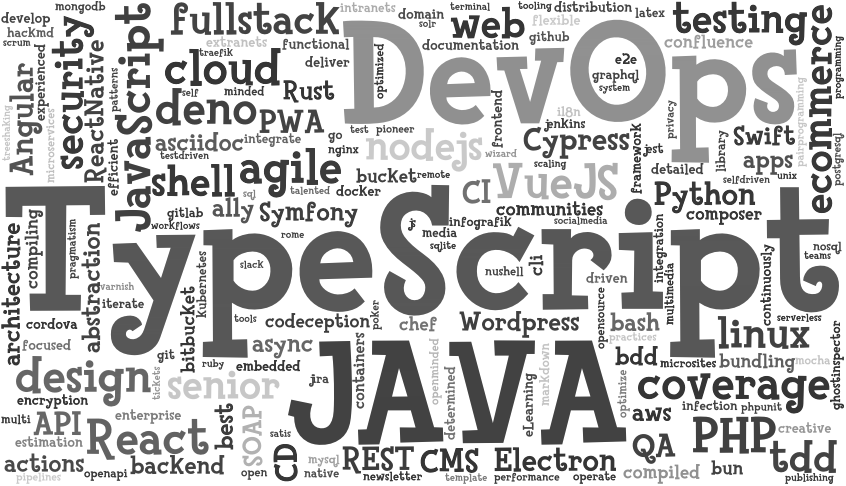 mongodb
develop
hackmd
scrum
experienced
Angular
treeshaking
microservices
security
ReactNative
patterns
efficient
JavaScript
fullstack
extranets
traefik
functional
deliver
cloud
self
minded
Rust
deno
PWA
asciidoc
integrate
testdriven
shell
agile
sql
talented
docker
gitlab
workflows
ally
Symfony
rome
intranets
domain
solr
terminal
web
documentation
optimized
DevOps
tooling
distribution
flexible
github
latex
e2e
graphql
system
testing
confluence
ecommerce
programming
pairprogramming
postgresql
test
pioneer
go
nginx
nodejs
wizard
frontend
i18n
jenkins
Cypress
scaling
framework
jest
privacy
detailed
library
Swift
apps
selfdriven
unix
bucket
remote
CI
VueJS
communities
socialmedia
Python
composer
js
media
sqlite
infografik
TypeScript
architecture
compiling
pragmatism
abstraction
varnish
iterate
cordova
focused
Kubernetes
bitbucket
slack
tools
nushell
cli
driven
integration
multimedia
continuously
nosql
teams
serverless
git
ruby
codeception
poker
chef
Wordpress
opensource
bash
practices
linux
async
embedded
jira
containers
JAVA
openminded
determined
eLearning
markdown
bdd
optimize
microsites
bundling
mocha
ghostinspector
design
tickets
senior
encryption
multi
API
estimation
enterprise
React
best
SOAP
satis
CD
actions
openapi
backend
pipelines
open
mysql
native
REST
newsletter
CMS
template
Electron
performance
operate
coverage
aws
infection
phpunit
QA
PHP
creative
tdd
compiled
bun
publishing